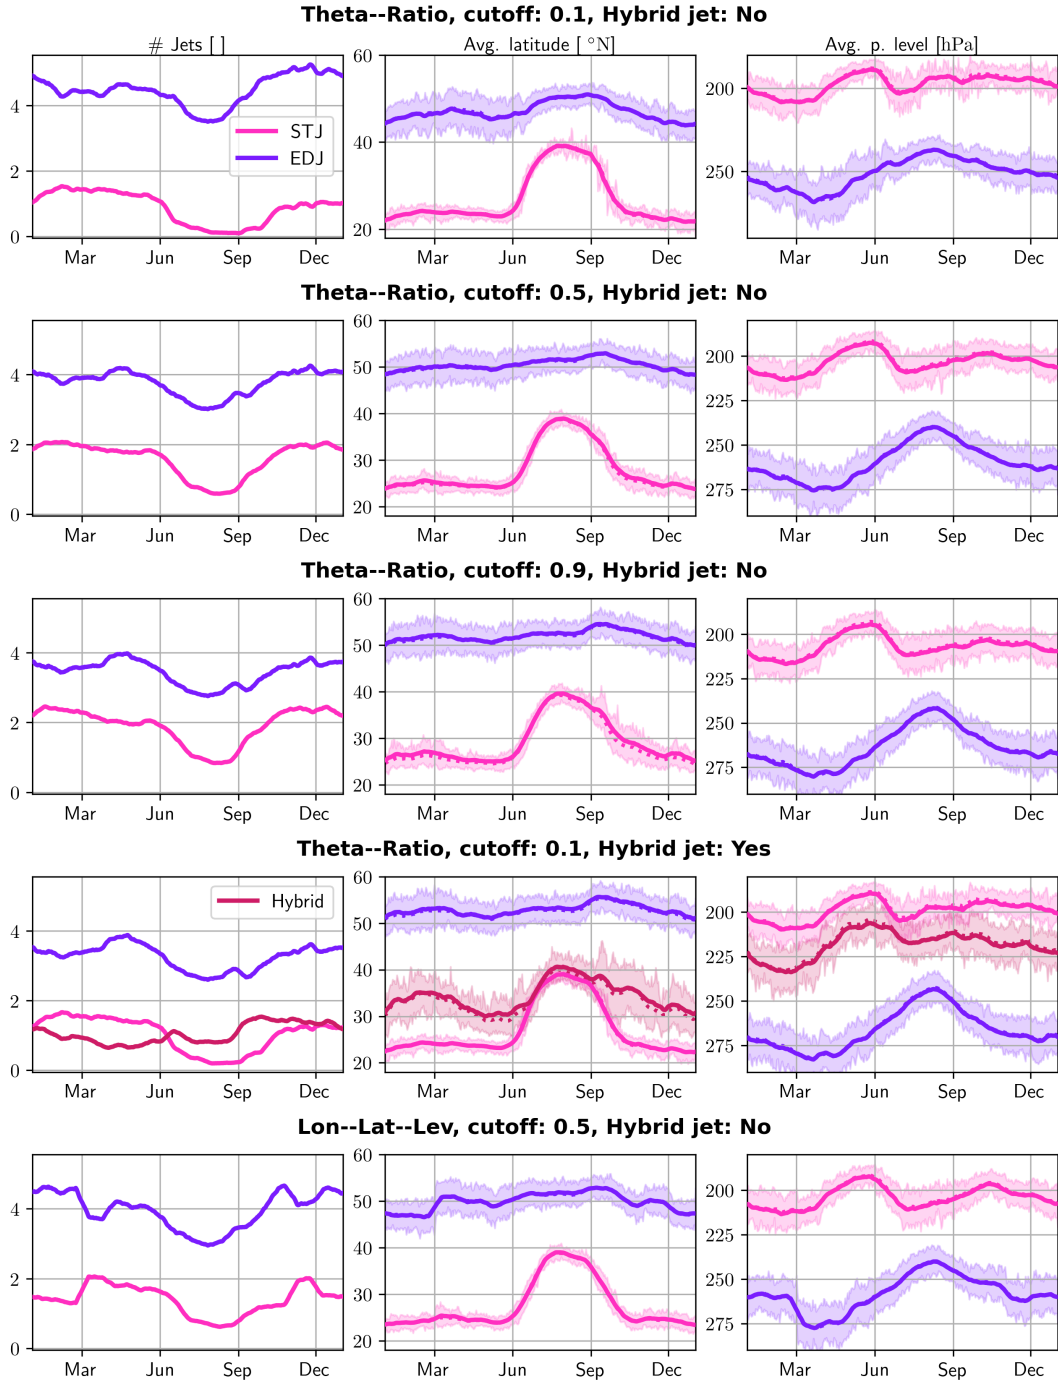 Theta--Ratio, cutoff: 0.1, Hybrid jet: No
# Jets [ ] Avg. latitude [ °N] Avg. p. level [hPa]
4
2
0
STJ
EDJ
Mar Jun Sep Dec
60
40
20
Mar Jun Sep Dec
200
250
Mar Jun Sep Dec
Theta--Ratio, cutoff: 0.5, Hybrid jet: No
4
2
0
Mar Jun Sep Dec
60
50
40
30
20
Mar Jun Sep Dec
200
225
250
275
Mar Jun Sep Dec
Theta--Ratio, cutoff: 0.9, Hybrid jet: No
4
2
0
Mar Jun Sep Dec
60
50
40
30
20
Mar Jun Sep Dec
200
225
250
275
Mar Jun Sep Dec
Theta--Ratio, cutoff: 0.1, Hybrid jet: Yes
4
2
0
Hybrid
Mar Jun Sep Dec
60
50
40
30
20
Mar Jun Sep Dec
200
225
250
275
Mar Jun Sep Dec
Lon--Lat--Lev, cutoff: 0.5, Hybrid jet: No
4
2
0
Mar Jun Sep Dec
60
50
40
30
20
Mar Jun Sep Dec
200
225
250
275
Mar Jun Sep Dec